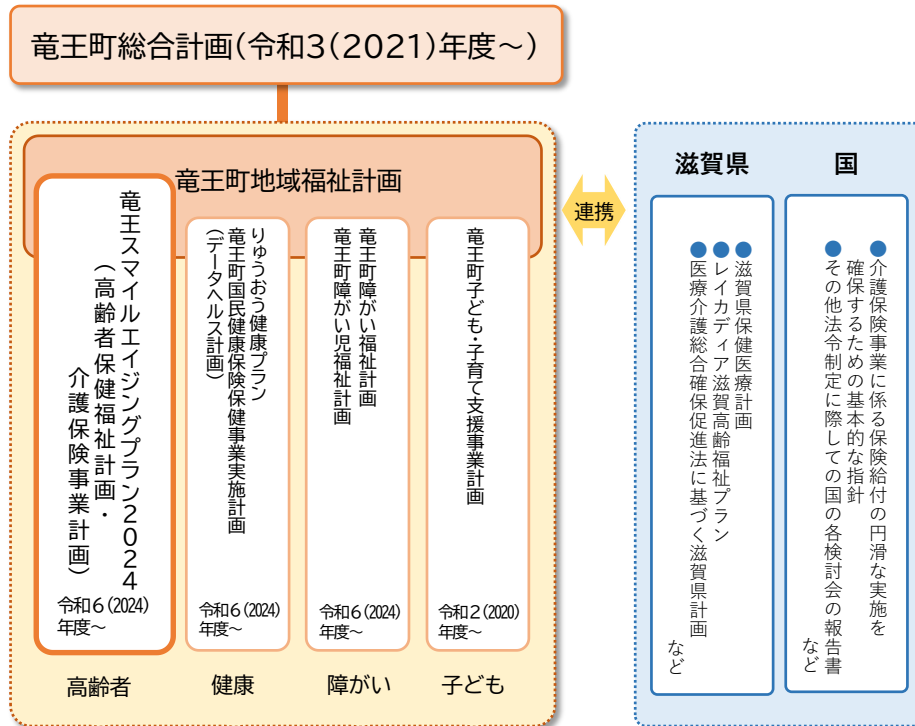 竜王町総合計画(令和3(2021)年度～)
竜王町地域福祉計画
竜王スマイルエイジングプラン2024
(高齢者保健福祉計画・
介護保険事業計画)
令和6(2024)
年度～
高齢者
りゅうおう健康プラン
竜王町国民健康保険保健事業実施計画
(データヘルス計画)
令和6(2024)
年度～
健康
竜王町障がい福祉計画
竜王町障がい児福祉計画
令和6(2024)
年度～
障がい
竜王町子ども・子育て支援事業計画
令和2(2020)
年度～
子ども
連携
滋賀県
●滋賀県保健医療計画
●レイカディア滋賀高齢福祉プラン
●医療介護総合確保促進法に基づく滋賀県計画
など
国
●介護保険事業に係る保険給付の円滑な実施を
確保するための基本的な指針
●その他法令制定に際しての国の各検討会の報告書
など